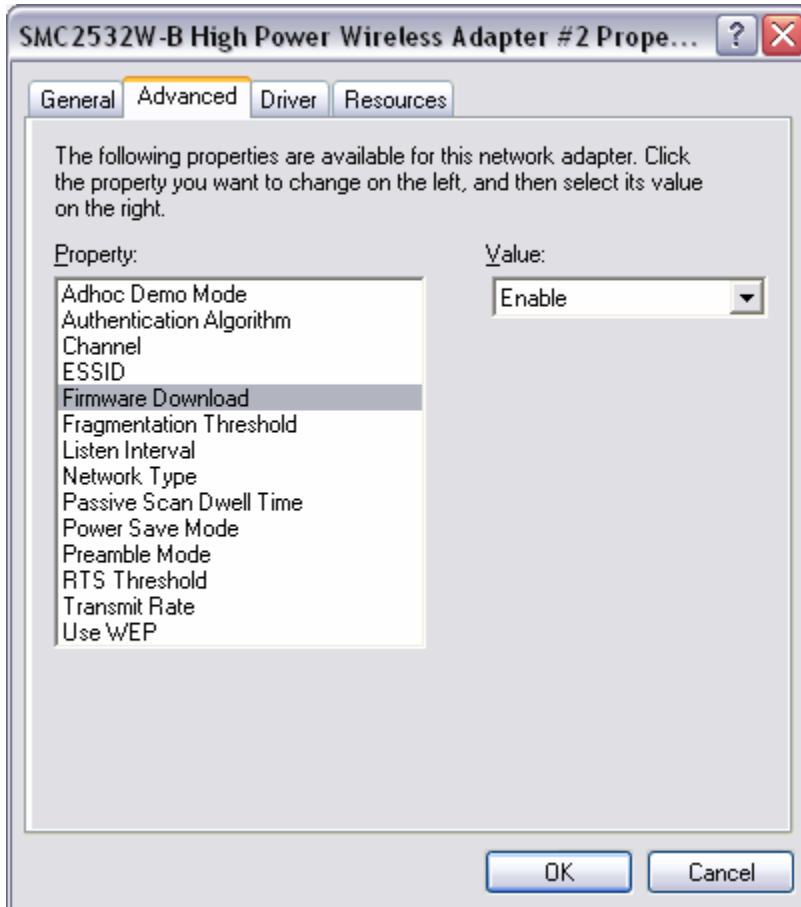 SMC2532W-B High Power Wireless Adapter #2 Prope...
General Advanced Driver Resources
The following properties are available for this network adapter. Click
the property you want to change on the left, and then select its value
on the right.
Property:
Adhoc Demo Mode
Authentication Algorithm
Channel
ESSID
Firmware Download
Fragmentation Threshold
Listen Interval
Network Type
Passive Scan Dwell Time
Power Save Mode
Preamble Mode
RTS Threshold
Transmit Rate
Use WEP
Value:
Enable
OK Cancel